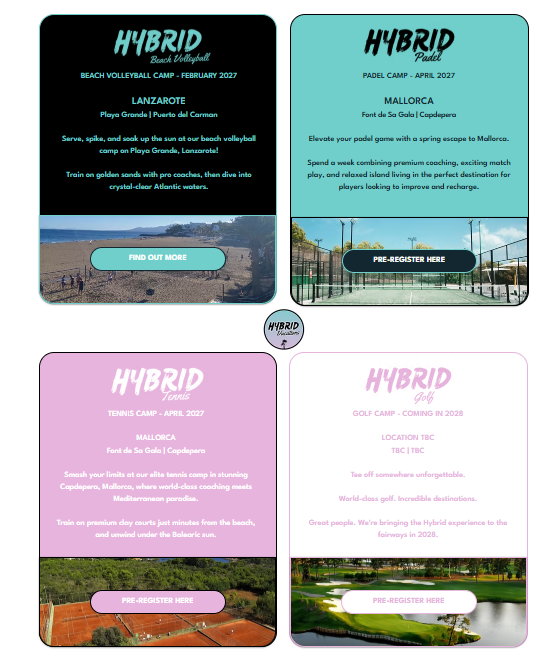 HYBRID
Beach Volleyball
BEACH VOLLEYBALL CAMP - FEBRUARY 2027
LANZAROTE
Playa Grande | Puerto del Carman
Serve, spike, and soak up the sun at our beach volleyball
camp on Playa Grande, Lanzarote!
Train on golden sands with pro coaches, then dive into
crystal-clear Atlantic waters.
FIND OUT MORE
HYBRID
Padel
PADEL CAMP - APRIL 2027
MALLORCA
Font de Sa Gala | Capdepera
Elevate your padel game with a spring escape to Mallorca.
Spend a week combining premium coaching, exciting match
play, and relaxed island living in the perfect destination for
players looking to improve and recharge.
PRE-REGISTER HERE
HYBRID
Vacations
HYBRID
Tennis
TENNIS CAMP - APRIL 2027
MALLORCA
Font de Sa Gala | Capdepera
Smash your limits at our elite tennis camp in stunning
Capdepera, Mallorca, where world-class coaching meets
Mediterranean paradise.
Train on premium clay courts just minutes from the beach,
and unwind under the Balearic sun.
PRE-REGISTER HERE
HYBRID
Golf
GOLF CAMP - COMING IN 2028
LOCATION TBC
TBC | TBC
Tee off somewhere unforgettable.
World-class golf. Incredible destinations.
Great people. We're bringing the Hybrid experience to the
fairways in 2028.
PRE-REGISTER HERE